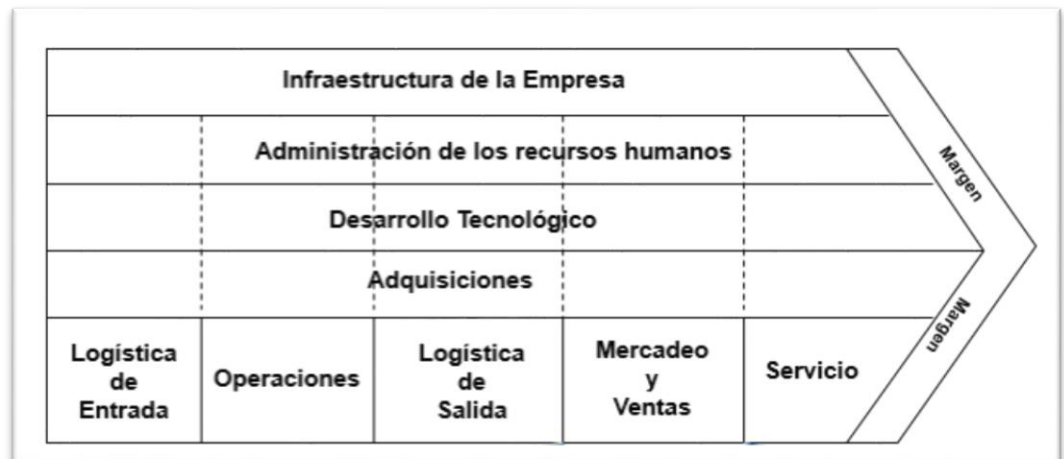 Infraestructura de la Empresa
Administración de los recursos humanos
Desarrollo Tecnológico
Adquisiciones
Logística
de
Entrada
Operaciones
Logística
de
Salida
Mercadeo
y
Ventas
Servicio
Margen
Margen